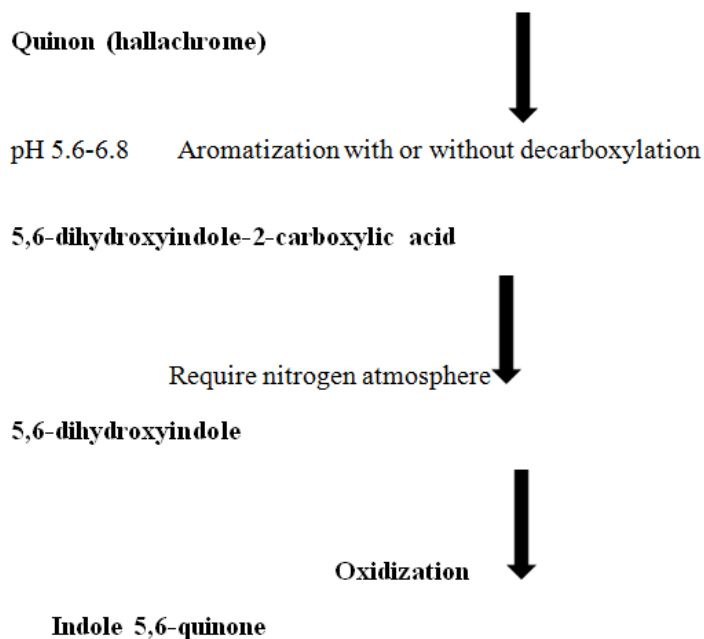 Quinon (hallachrome)
pH 5.6-6.8 Aromatization with or without decarboxylation
5,6-dihydroxyindole-2-carboxylic acid
Require nitrogen atmosphere
5,6-dihydroxyindole
Oxidization
Indole 5,6-quinone